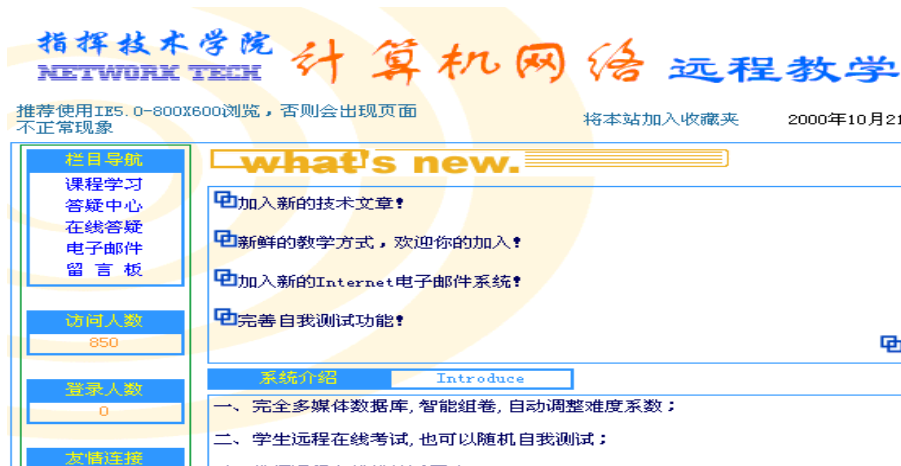 指挥技术学院
NETWORK TECH
计算机网络 远程教学
推荐使用IE5.0-800X600浏览，否则会出现页面
不正常现象
将本站加入收藏夹
2000年10月21
栏目导航
课程学习
答疑中心
在线答疑
电子邮件
留 言 板
访问人数
850
登录人数
0
友情连接
what's new.
加入新的技术文章！
新鲜的教学方式，欢迎你的加入！
加入新的Internet电子邮件系统！
完善自我测试功能！
系统介绍 Introduce
一、完全多媒体数据库,智能组卷,自动调整难度系数；
二、学生远程在线考试,也可以随机自我测试；